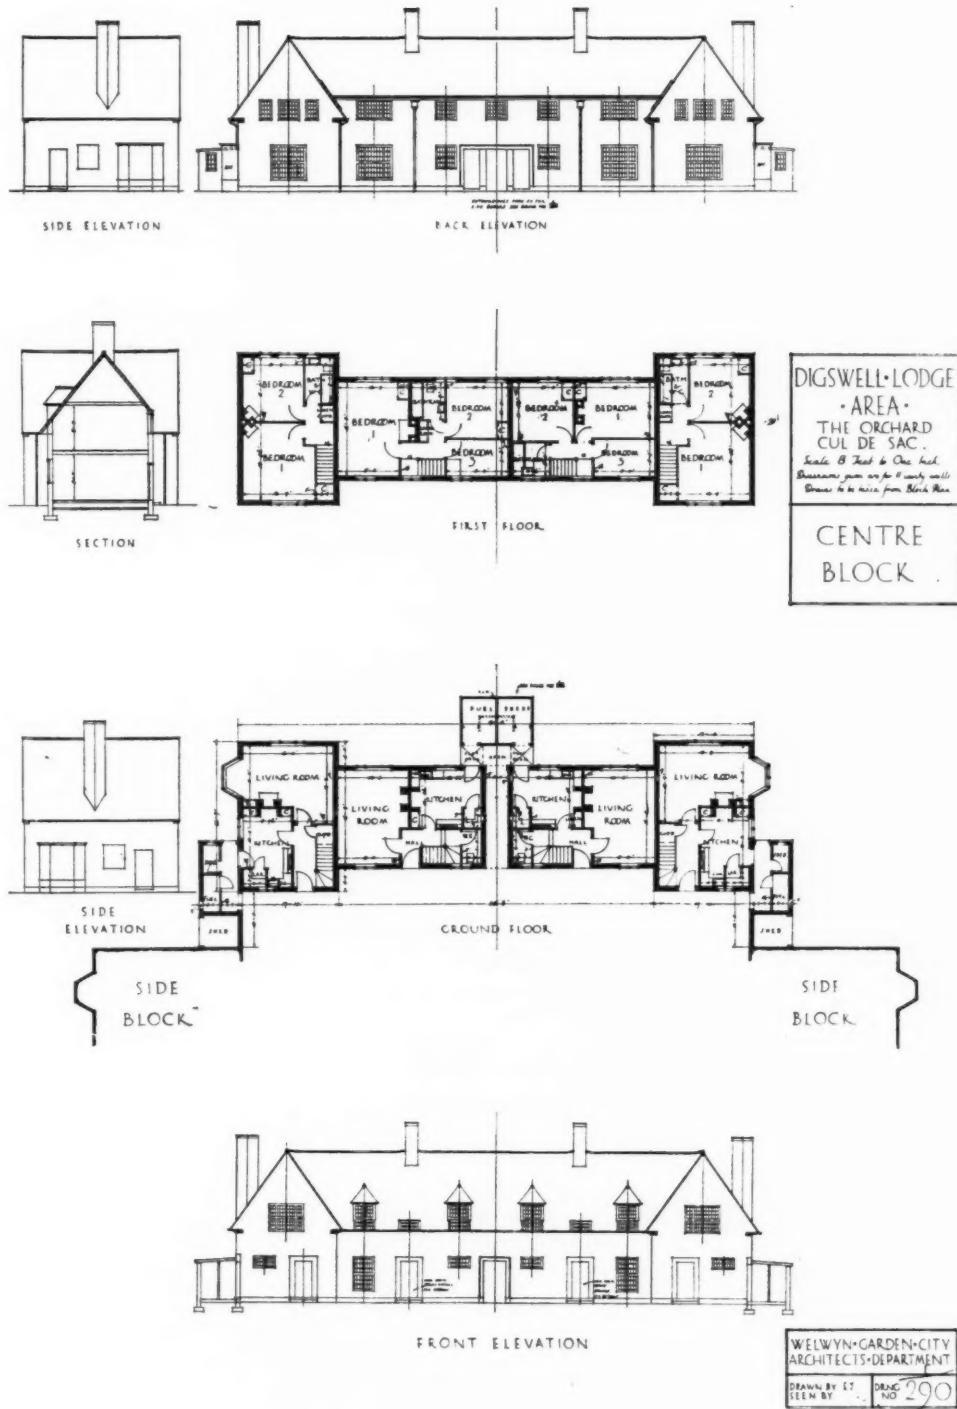 SIDE ELEVATION
BACK ELEVATION
BEDROOM 2
BATH
BEDROOM 1
BEDROOM 1
BEDROOM 2
BEDROOM 3
BEDROOM 2
BEDROOM 1
BEDROOM 3
BATH
BEDROOM 2
BEDROOM 1
SECTION
FIRST FLOOR
DIGSWELL·LODGE
·AREA·
THE ORCHARD
CUL DE SAC.
Scale 8 Feet to One Inch.
CENTRE
BLOCK
FUEL
LIVING ROOM
LIVING
ROOM
KITCHEN
KITCHEN
HALL
KITCHEN
HALL
LIVING ROOM
LIVING ROOM
KITCHEN
SHED
SHED
SHED
SIDE
ELEVATION
GROUND FLOOR
SIDE
BLOCK
SIDE
BLOCK
FRONT ELEVATION
WELWYN·GARDEN·CITY
ARCHITECTS·DEPARTMENT
DRAWN BY
SEEN BY
DRNG
NO 290